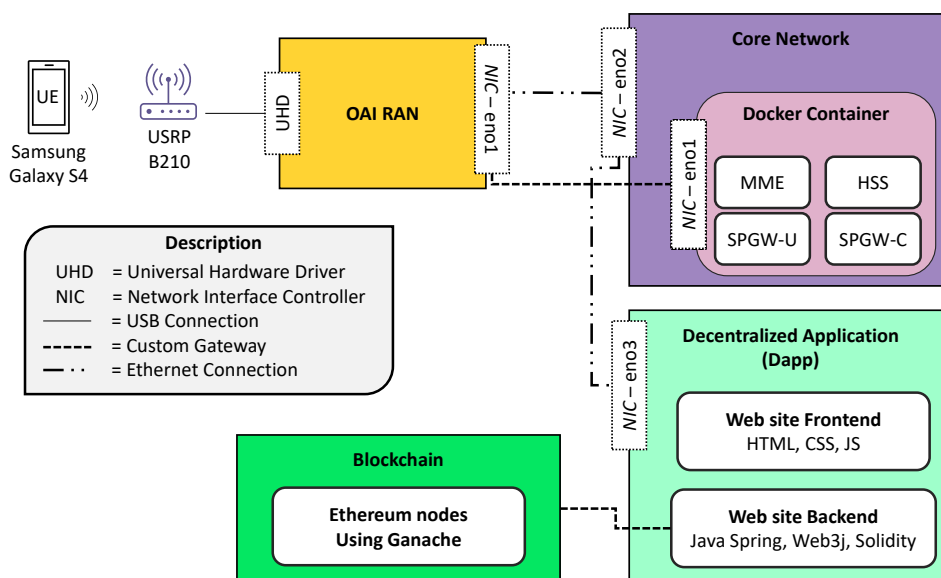 UE
Samsung
Galaxy S4
USRP
B210
UHD
OAI RAN
NIC – eno1
NIC – eno2
Core Network
Docker Container
NIC – eno1
MME
HSS
SPGW-U
SPGW-C
Description
UHD = Universal Hardware Driver
NIC = Network Interface Controller
= USB Connection
= Custom Gateway
= Ethernet Connection
NIC – eno3
Decentralized Application
(Dapp)
Web site Frontend
HTML, CSS, JS
Web site Backend
Java Spring, Web3j, Solidity
Blockchain
Ethereum nodes
Using Ganache